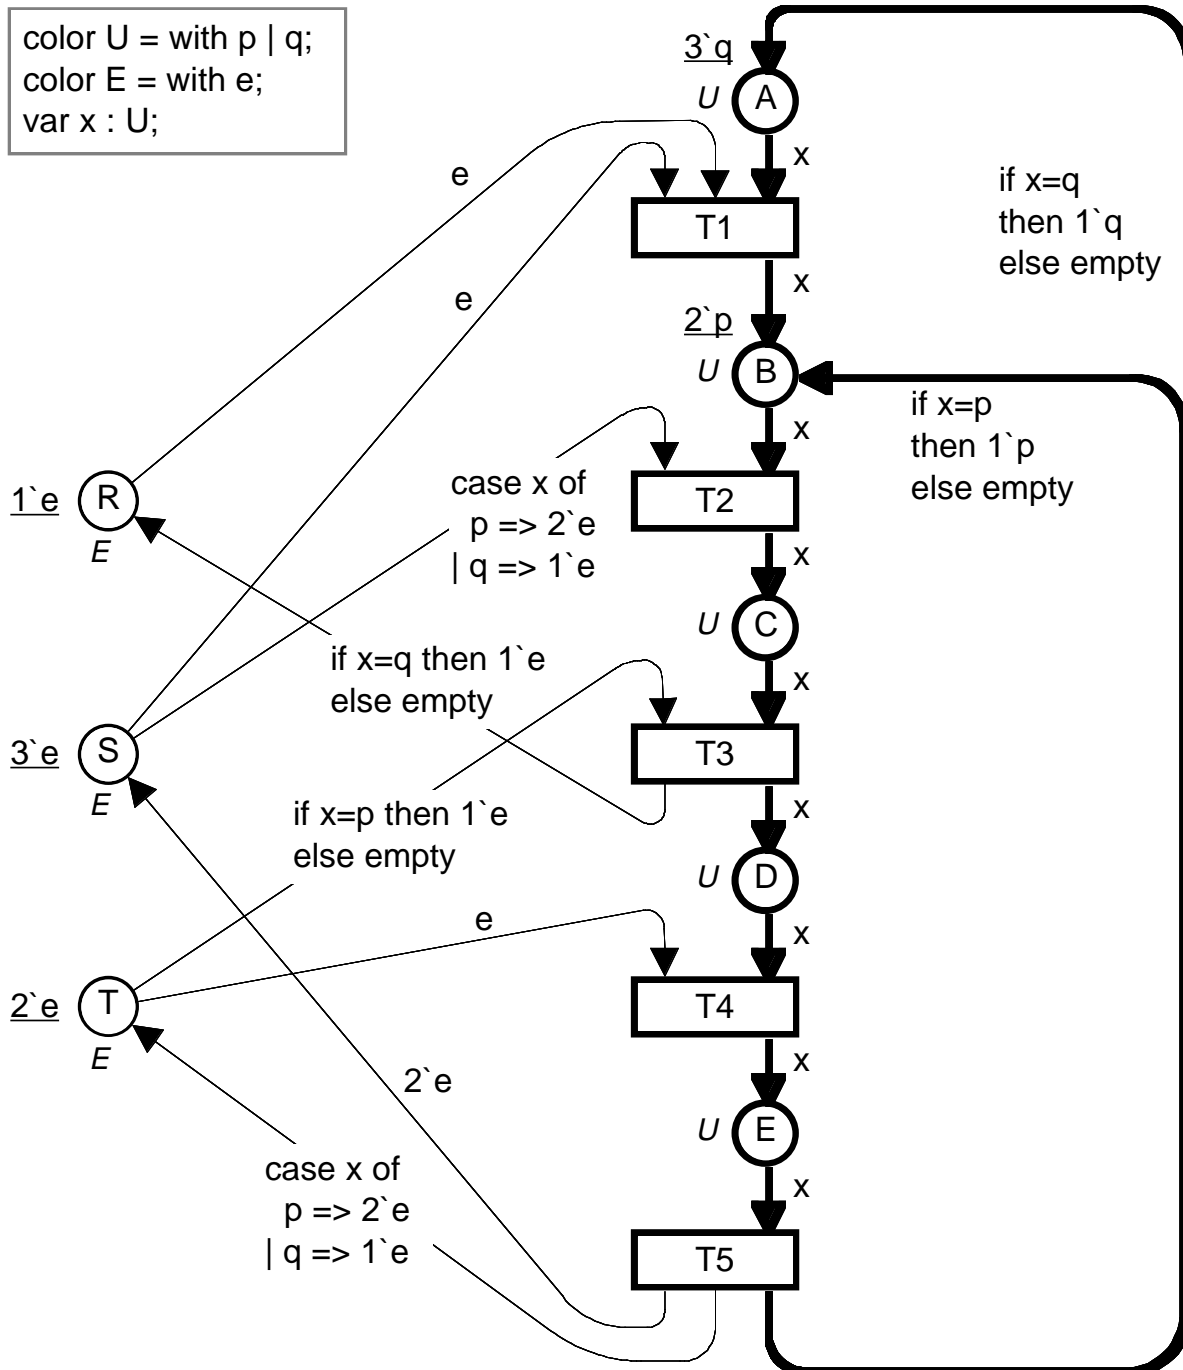 color U = with p | q;
color E = with e;
var x : U;
3`q
U
A
x
e
T1
if x=q
then 1`q
else empty
e
x
2`p
U
B
if x=p
then 1`p
else empty
x
case x of
p => 2`e
| q => 1`e
T2
1`e
R
E
x
U
C
if x=q then 1`e
else empty
x
3`e
S
E
T3
if x=p then 1`e
else empty
x
U
D
e
x
2`e
T
E
T4
x
2`e
U
E
case x of
p => 2`e
| q => 1`e
x
T5